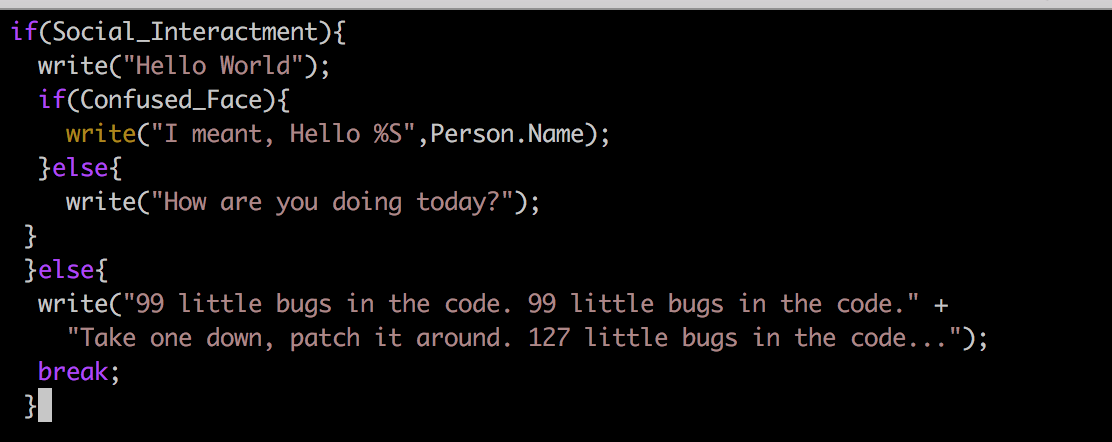 if(Social_Interactment){
  write("Hello World");
  if(Confused_Face){
    write("I meant, Hello %S",Person.Name);
  }else{
    write("How are you doing today?");
 }
 }else{
  write("99 little bugs in the code. 99 little bugs in the code." +
    "Take one down, patch it around. 127 little bugs in the code...");
  break;
 }